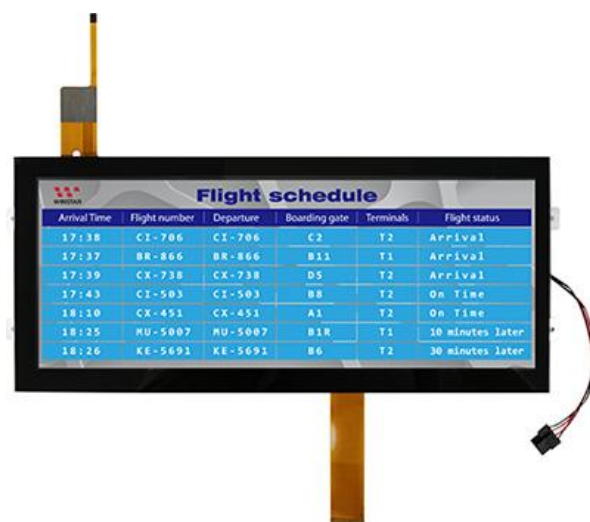 WINSTAR
Flight schedule
Arrival Time Flight number Departure Boarding gate Terminals Flight status
17:38 CI-706 CI-706 C2 T2 Arrival
17:37 BR-866 BR-866 B11 T1 Arrival
17:39 CX-738 CX-738 D5 T2 Arrival
17:43 CI-503 CI-503 B8 T2 On Time
18:10 CX-451 CX-451 A1 T2 On Time
18:25 MU-5007 MU-5007 B1R T1 10 minutes later
18:26 KE-5691 KE-5691 B6 T2 30 minutes later